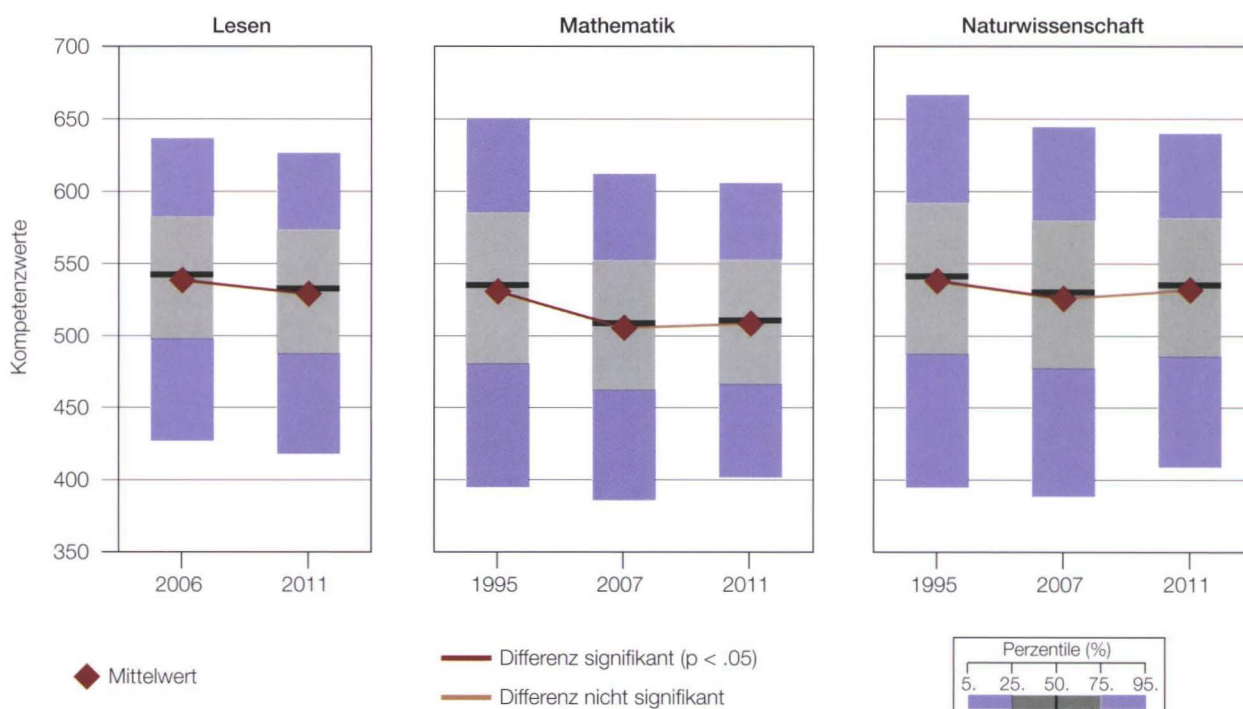 Lesen
Mathematik
Naturwissenschaft
Kompetenzwerte
700
650
600
550
500
450
400
350
2006 2011
1995 2007 2011
1995 2007 2011
Mittelwert
Differenz signifikant (p < .05)
Differenz nicht signifikant
Perzentile (%)
5. 25. 50. 75. 95.